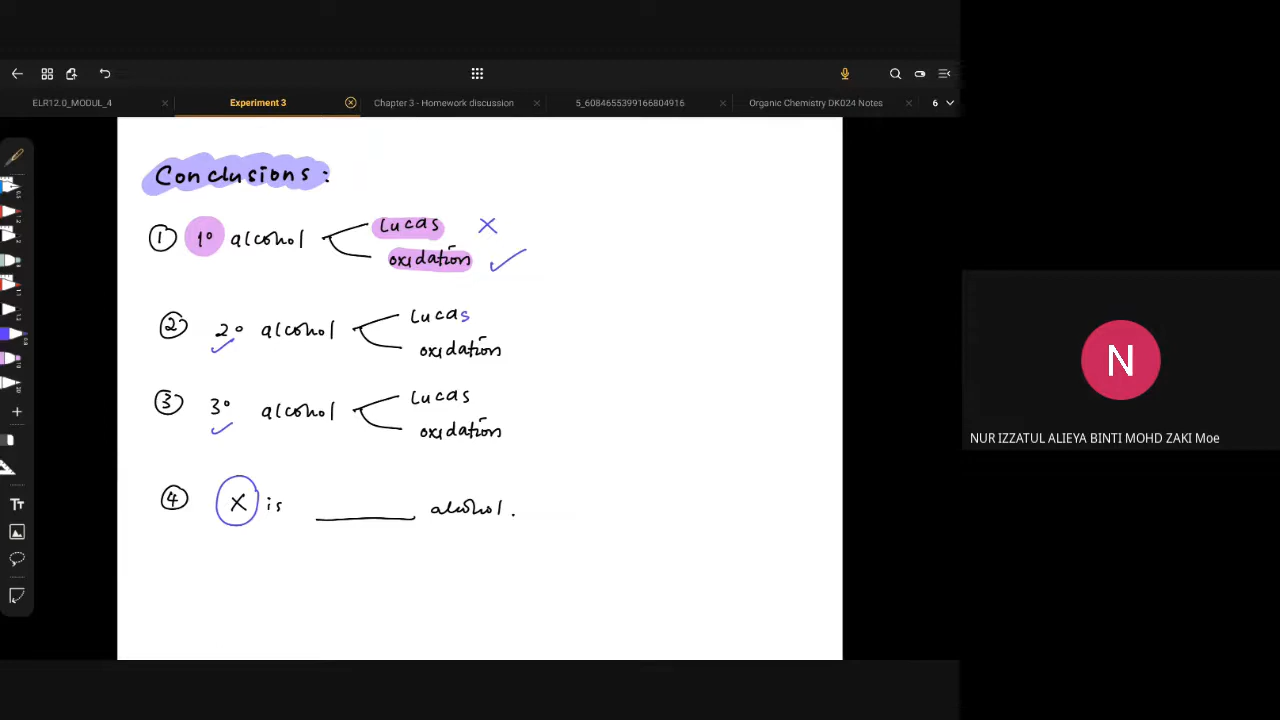 ELR12.0_MODUL_4
Experiment 3
Chapter 3 - Homework discussion
5_6084655399166804916
Organic Chemistry DK024 Notes
6
Conclusions:
① 1° alcohol
Lucas X
oxidation ✓
② 2° alcohol
Lucas
oxidation
③ 3° alcohol
Lucas
oxidation
④ X is ______ alcohol.
Tt
N
NUR IZZATUL ALIEYA BINTI MOHD ZAKI Moe